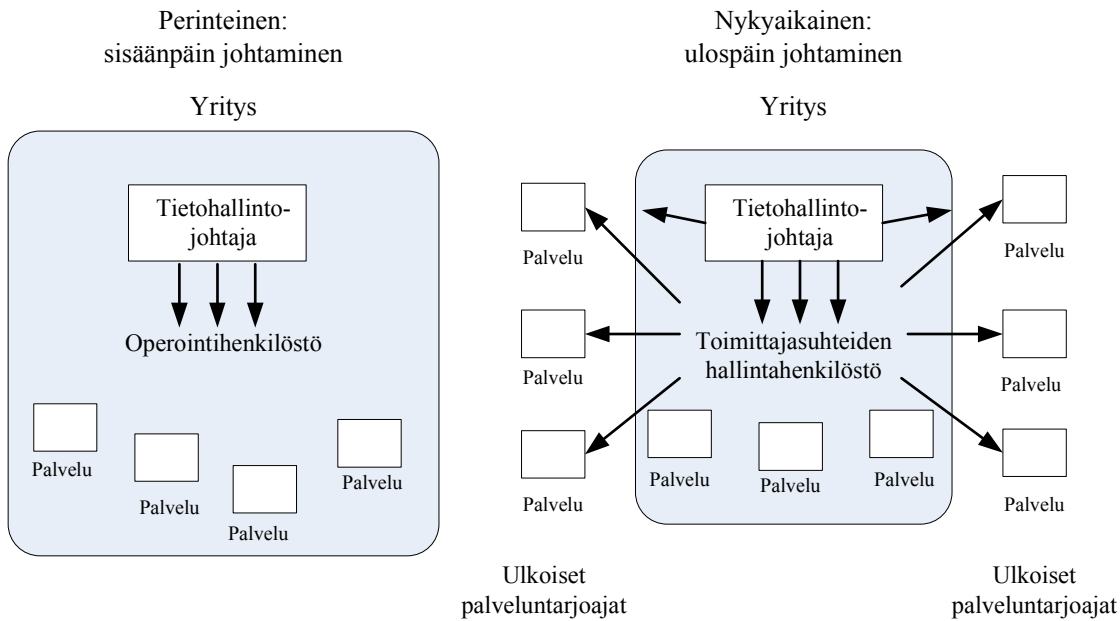 Perinteinen:
sisäänpäin johtaminen
Yritys
Tietohallinto-
johtaja
Operointihenkilöstö
Palvelu
Palvelu
Palvelu
Palvelu
Nykyaikainen:
ulospäin johtaminen
Yritys
Tietohallinto-
johtaja
Toimittajasuhteiden
hallintahenkilöstö
Palvelu
Palvelu
Palvelu
Palvelu
Palvelu
Palvelu
Ulkoiset
palveluntarjoajat
Palvelu
Palvelu
Palvelu
Ulkoiset
palveluntarjoajat